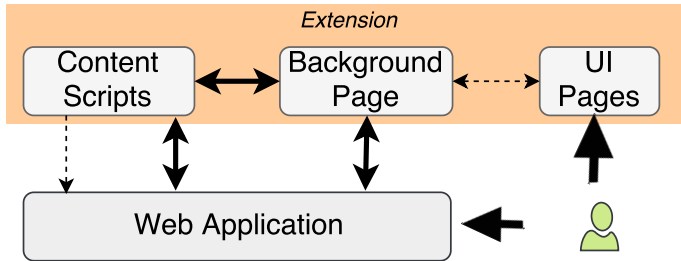 Extension
Content
Scripts
Background
Page
UI
Pages
Web Application